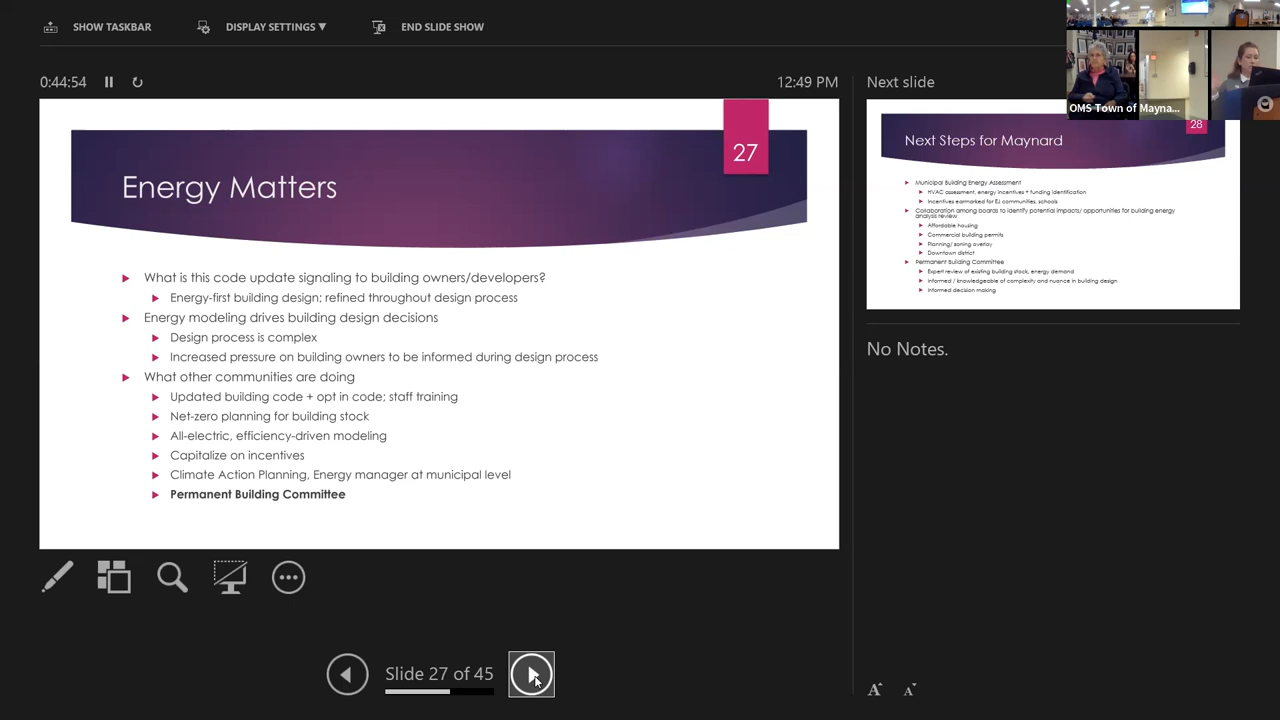 SHOW TASKBAR
DISPLAY SETTINGS ▼
END SLIDE SHOW
0:44:54
12:49 PM
27
Energy Matters
What is this code update signaling to building owners/developers?
Energy-first building design; refined throughout design process
Energy modeling drives building design decisions
Design process is complex
Increased pressure on building owners to be informed during design process
What other communities are doing
Updated building code + opt in code; staff training
Net-zero planning for building stock
All-electric, efficiency-driven modeling
Capitalize on incentives
Climate Action Planning, Energy manager at municipal level
Permanent Building Committee
Slide 27 of 45
Next slide
OMS Town of Mayna...
28
Next Steps for Maynard
Municipal Building Energy Assessment
HVAC assessment, energy incentives + funding identification
Incentives earmarked for EJ communities, schools
Collaboration among boards to identify potential impacts/ opportunities for building energy
analysis review
Affordable housing
Commercial building permits
Planning/ zoning overlay
Downtown district
Permanent Building Committee
Expert review of existing building stock, energy demand
Informed / knowledgeable of complexity and nuance in building design
Informed decision making
No Notes.
A A